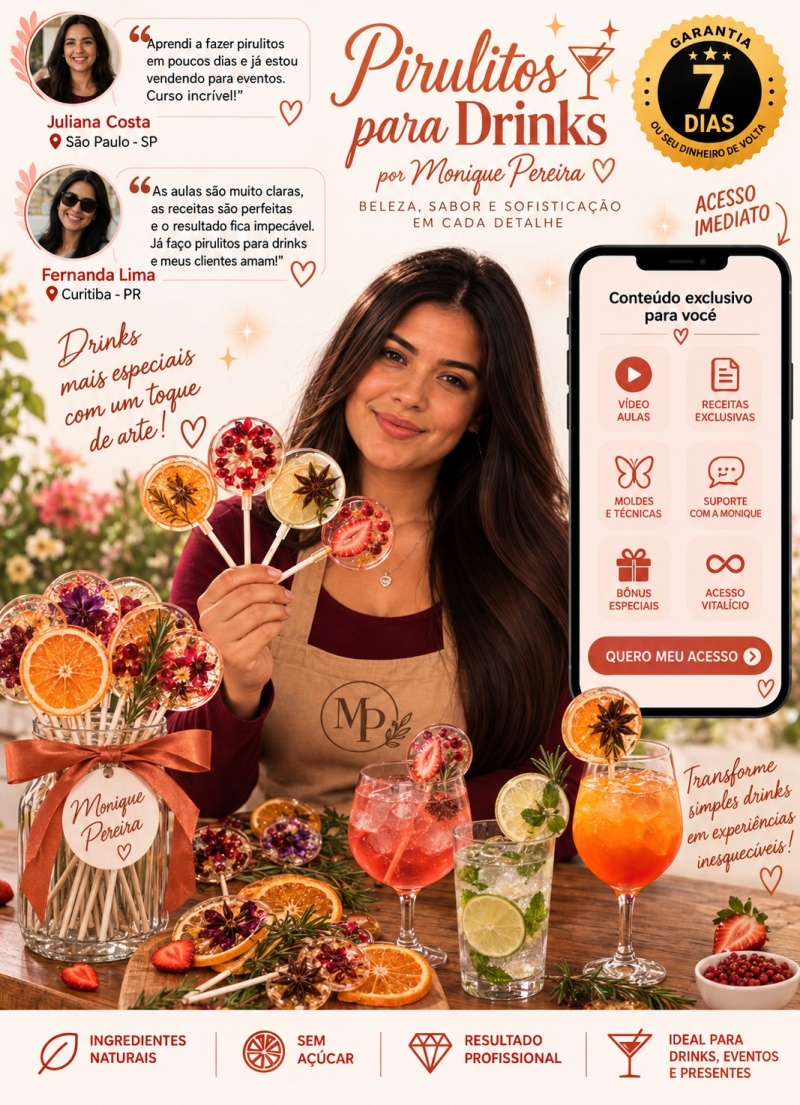 “Aprendi a fazer pirulitos
em poucos dias e já estou
vendendo para eventos.
Curso incrível!”
Juliana Costa
São Paulo - SP
“As aulas são muito claras,
as receitas são perfeitas
e o resultado fica impecável.
Já faço pirulitos para drinks
e meus clientes amam!”
Fernanda Lima
Curitiba - PR
Pirulitos
para Drinks
por Monique Pereira
BELEZA, SABOR E SOFISTICAÇÃO
EM CADA DETALHE
GARANTIA
7
DIAS
OU SEU DINHEIRO DE VOLTA
ACESSO
IMEDIATO
Drinks
mais especiais
com um toque
de arte!
Conteúdo exclusivo
para você
VÍDEO
AULAS
RECEITAS
EXCLUSIVAS
MOLDES
E TÉCNICAS
SUPORTE
COM A MONIQUE
BÔNUS
ESPECIAIS
ACESSO
VITALÍCIO
QUERO MEU ACESSO
MP
Monique
Pereira
Transforme
simples drinks
em experiências
inesquecíveis!
INGREDIENTES
NATURAIS
SEM
AÇÚCAR
RESULTADO
PROFISSIONAL
IDEAL PARA
DRINKS, EVENTOS
E PRESENTES